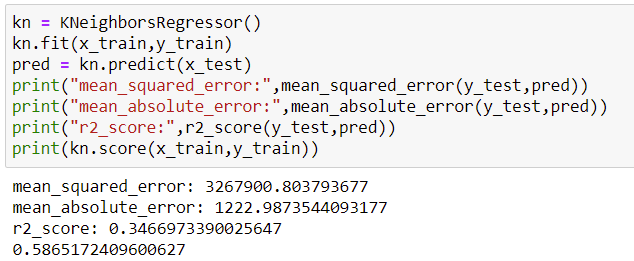 kn = KNeighborsRegressor()
kn.fit(x_train,y_train)
pred = kn.predict(x_test)
print("mean_squared_error:",mean_squared_error(y_test,pred))
print("mean_absolute_error:",mean_absolute_error(y_test,pred))
print("r2_score:",r2_score(y_test,pred))
print(kn.score(x_train,y_train))
mean_squared_error: 3267900.803793677
mean_absolute_error: 1222.9873544093177
r2_score: 0.3466973390025647
0.5865172409600627